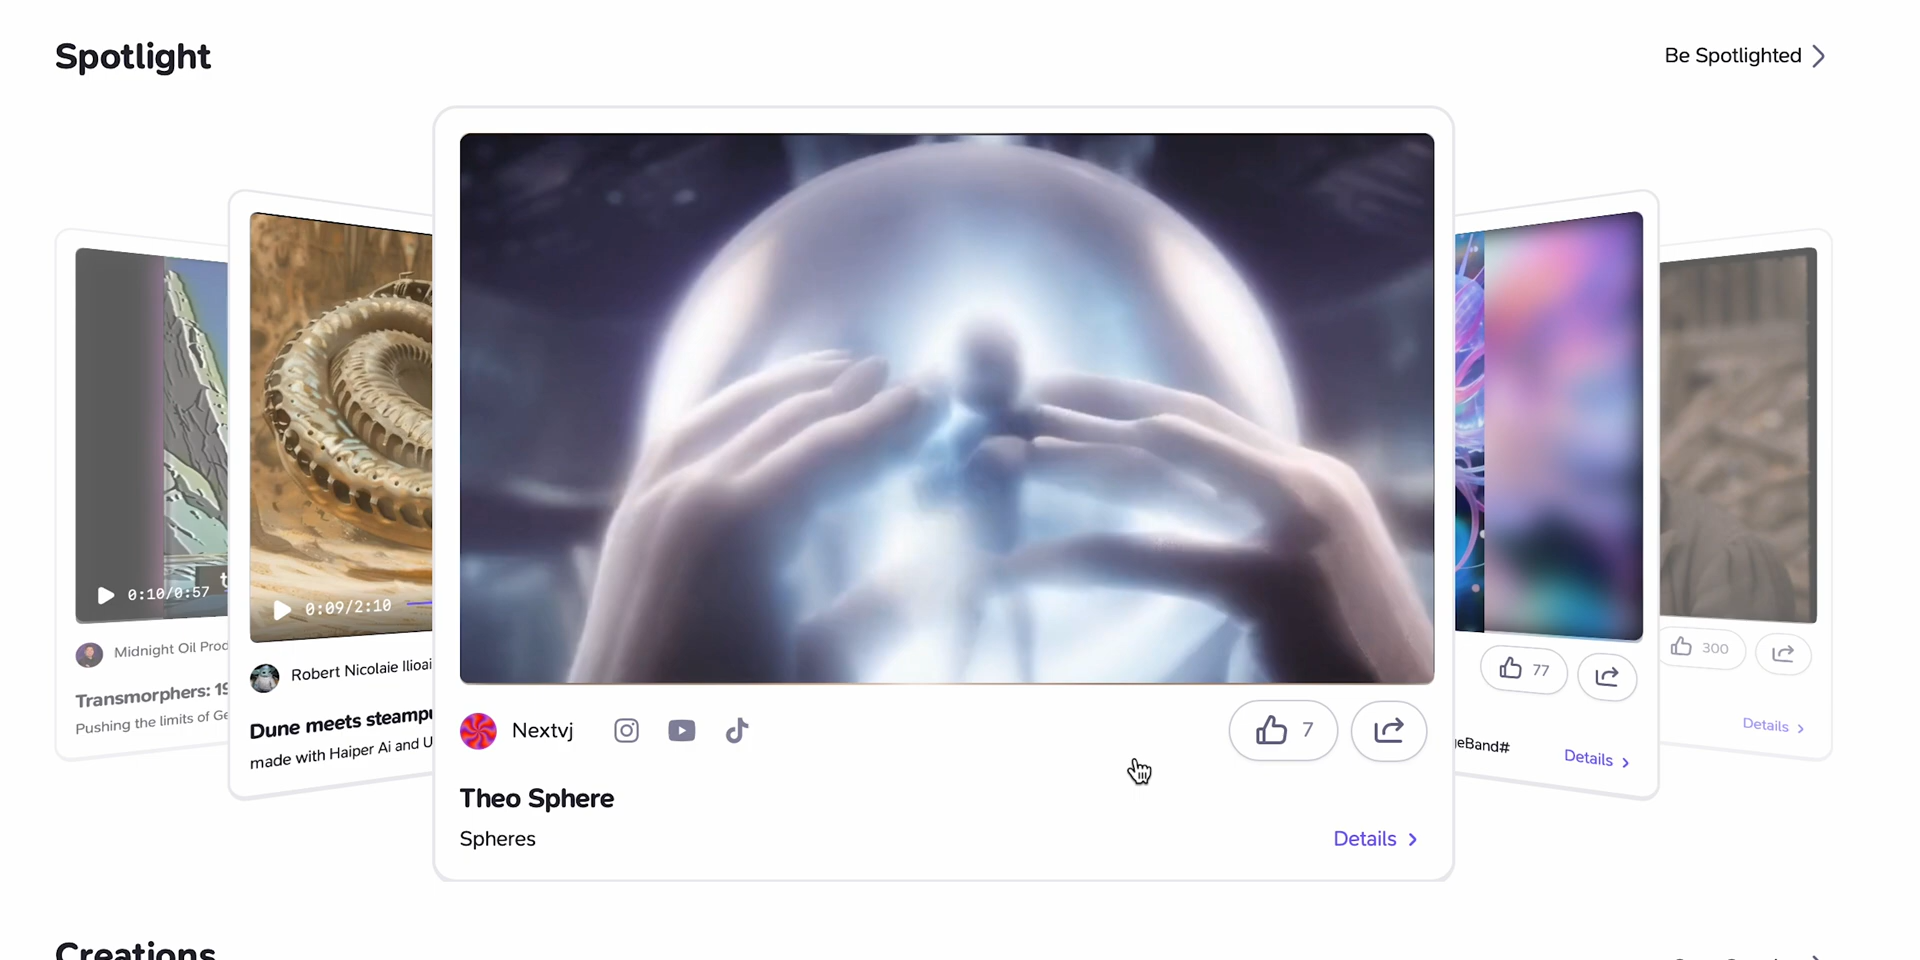 Spotlight
Be Spotlighted
0:10/0:57
Midnight Oil Prod
Transmorphers: 19
Pushing the limits of Ge
0:09/2:10
Robert Nicolaie Ilioai
Dune meets steampu
made with Haiper Ai and U
Nextvj
7
Theo Sphere
Spheres
Details
77
eBand#
Details
300
Details
Creations